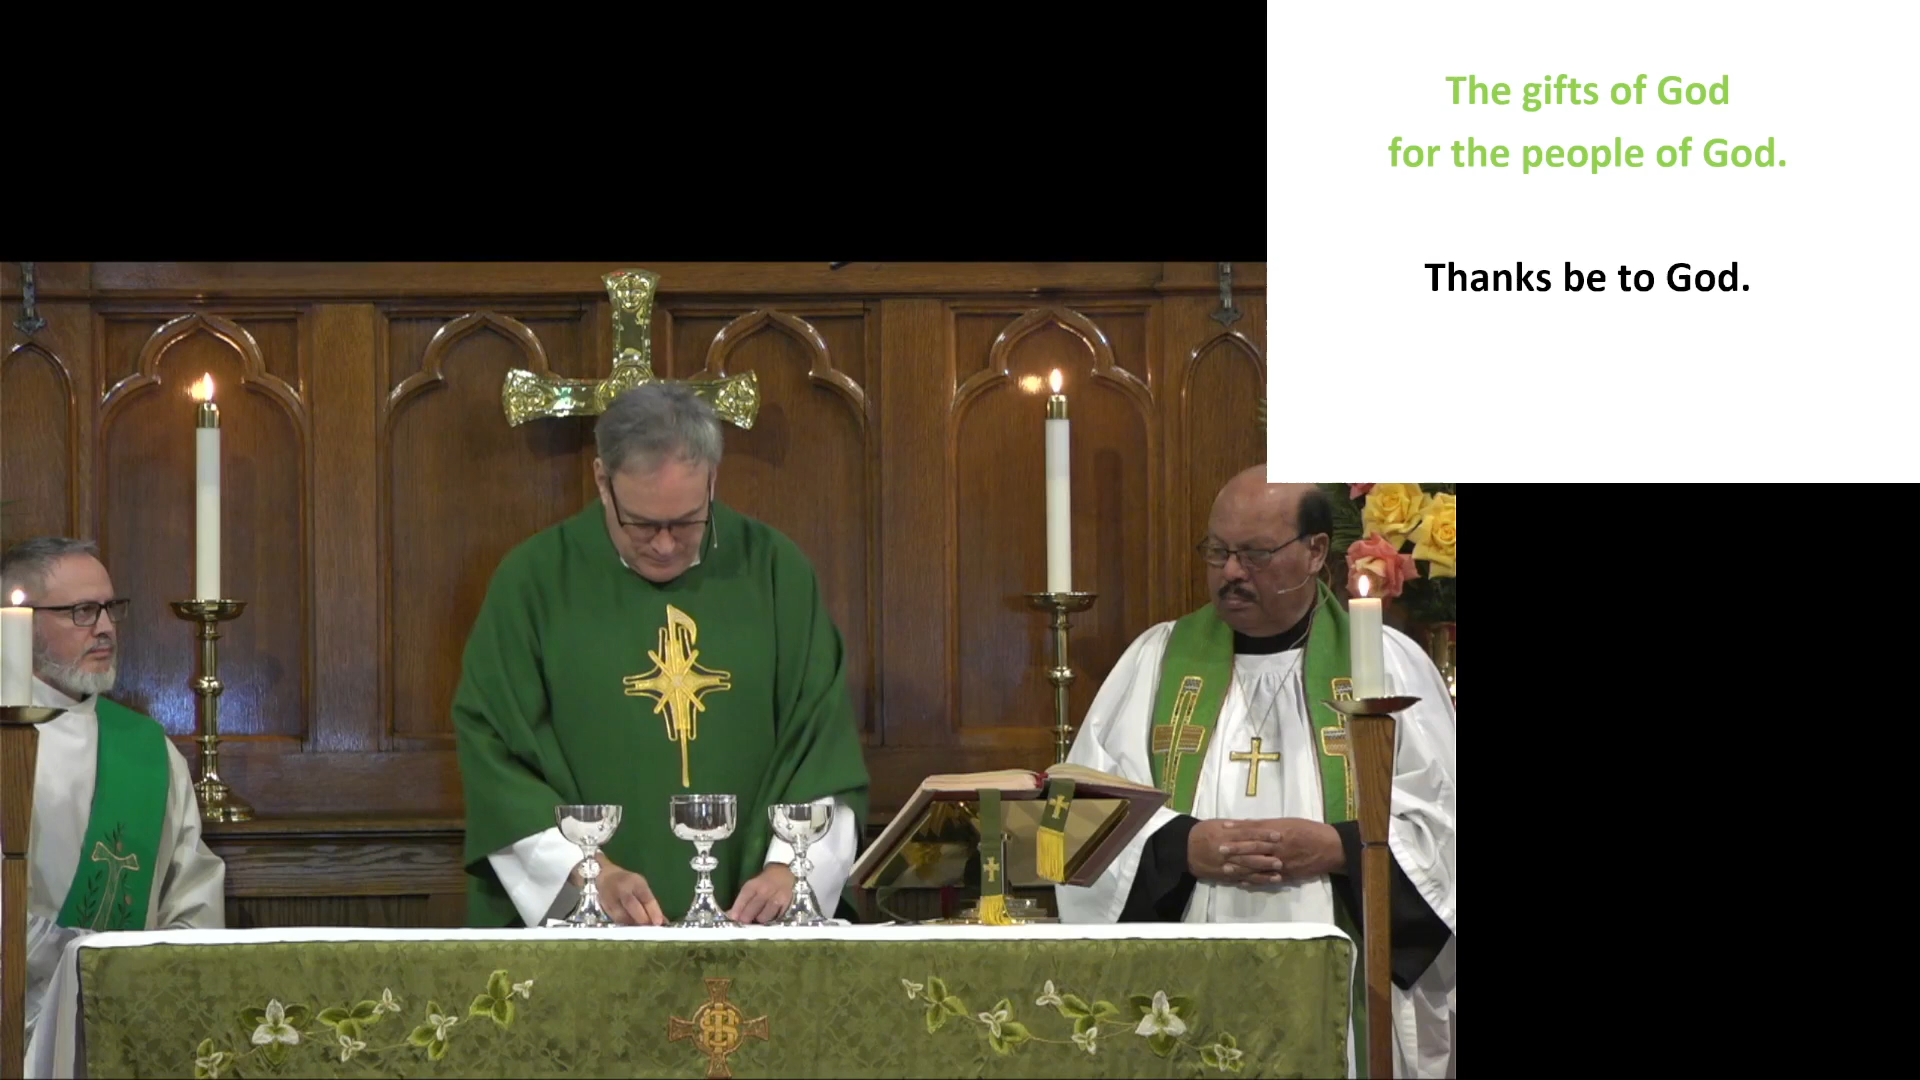 The gifts of God
for the people of God.
Thanks be to God.